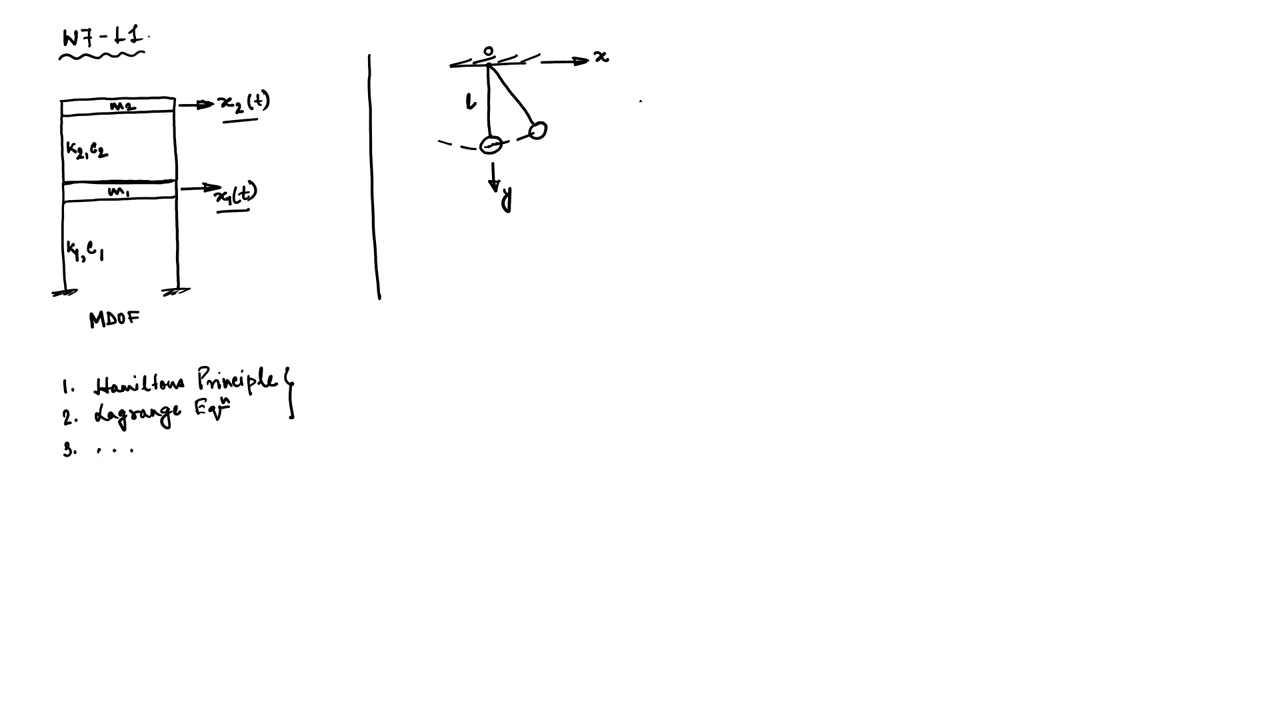 W7-L1.
m2
x2(t)
k2,c2
m1
x1(t)
k1,c1
MDOF
1. Hamiltons Principle
2. Lagrange Eqn
3. ...
o
x
l
y